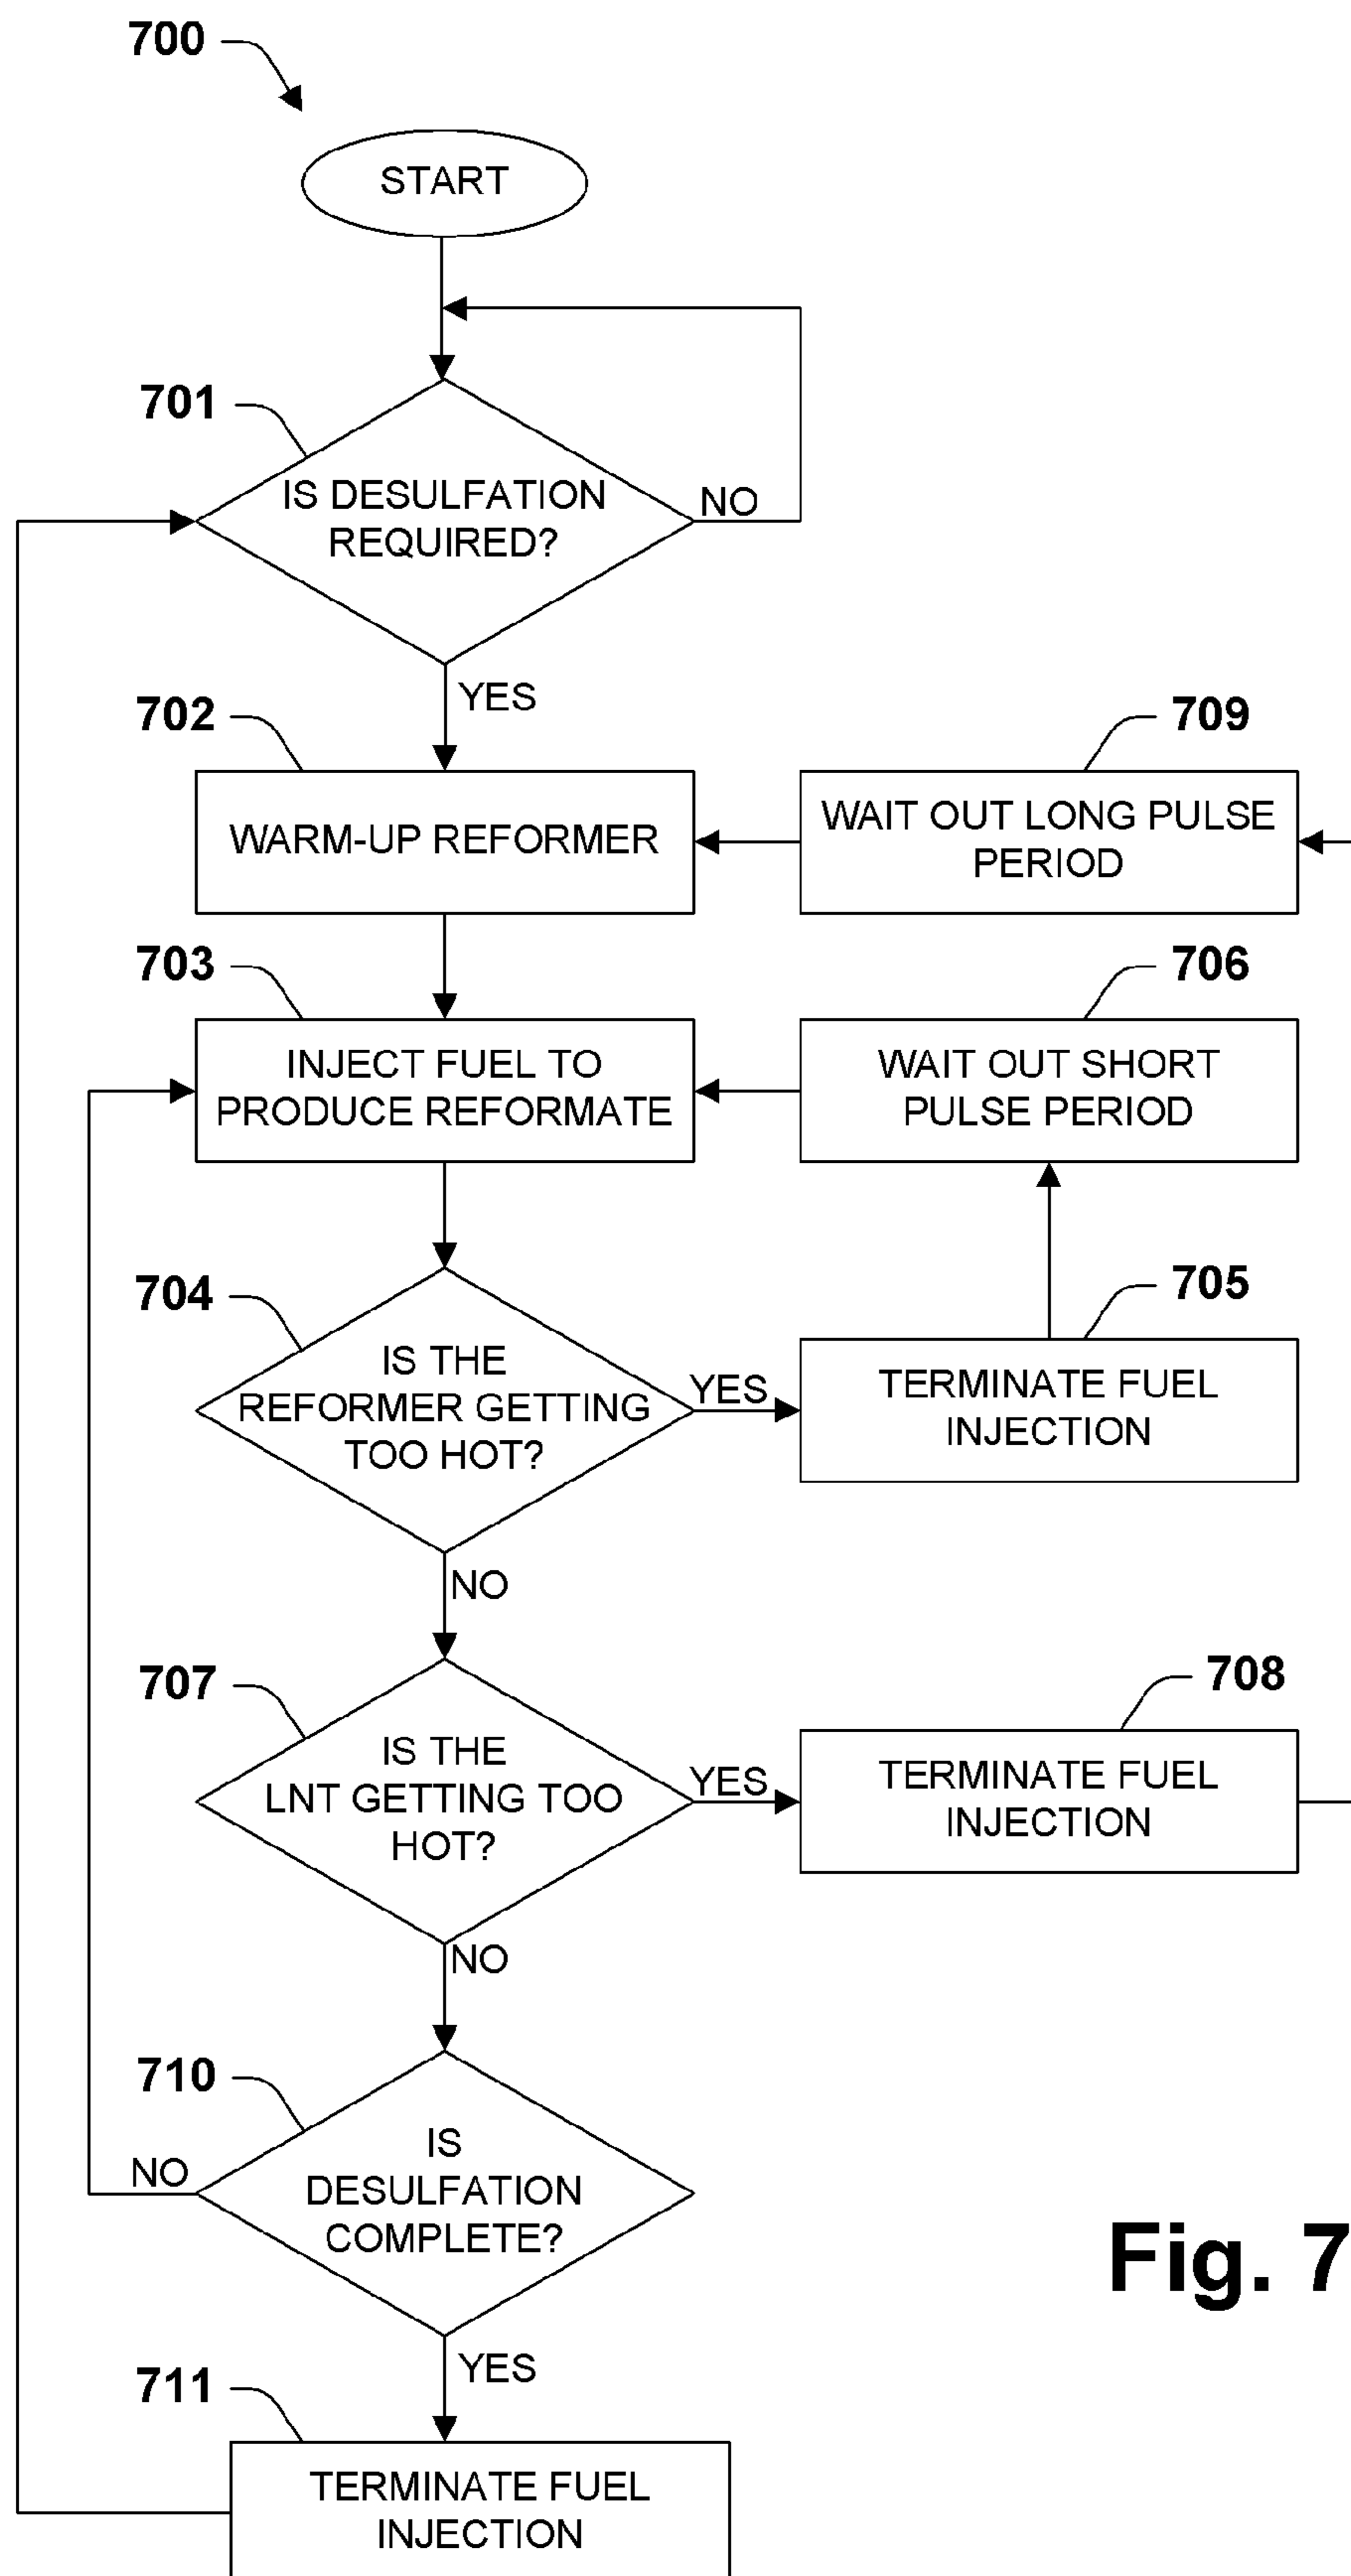 700
START
701
IS DESULFATION
REQUIRED?
NO
YES
702
WARM-UP REFORMER
709
WAIT OUT LONG PULSE
PERIOD
703
INJECT FUEL TO
PRODUCE REFORMATE
706
WAIT OUT SHORT
PULSE PERIOD
704
IS THE
REFORMER GETTING
TOO HOT?
YES
705
TERMINATE FUEL
INJECTION
NO
707
IS THE
LNT GETTING TOO
HOT?
YES
708
TERMINATE FUEL
INJECTION
NO
710
IS
DESULFATION
COMPLETE?
NO
YES
711
TERMINATE FUEL
INJECTION
Fig. 7